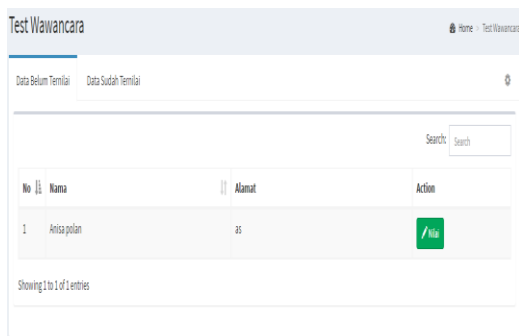 Test Wawancara
Home > Test Wawancara
Data Belum Ternilai Data Sudah Ternilai
Search: Search
No Nama Alamat Action
1 Anisa polan as Nilai
Showing 1 to 1 of 1 entries